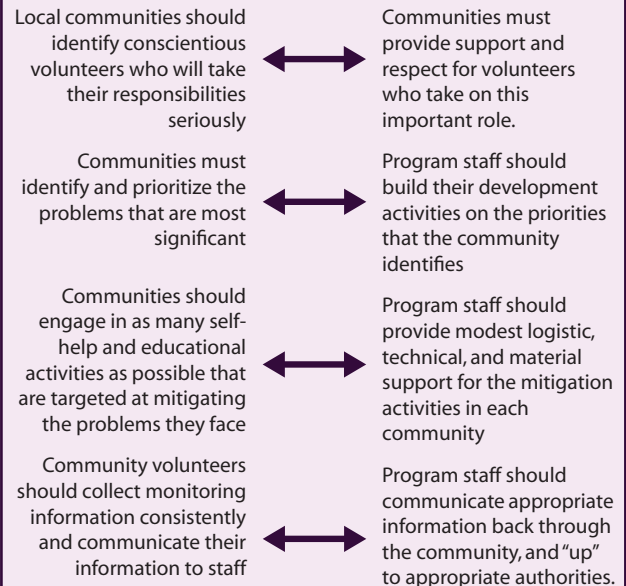 Local communities should
identify conscientious
volunteers who will take
their responsibilities
seriously
Communities must
provide support and
respect for volunteers
who take on this
important role.
Communities must
identify and prioritize the
problems that are most
significant
Program staff should
build their development
activities on the priorities
that the community
identifies
Communities should
engage in as many self-
help and educational
activities as possible that
are targeted at mitigating
the problems they face
Program staff should
provide modest logistic,
technical, and material
support for the mitigation
activities in each
community
Community volunteers
should collect monitoring
information consistently
and communicate their
information to staff
Program staff should
communicate appropriate
information back through
the community, and “up”
to appropriate authorities.